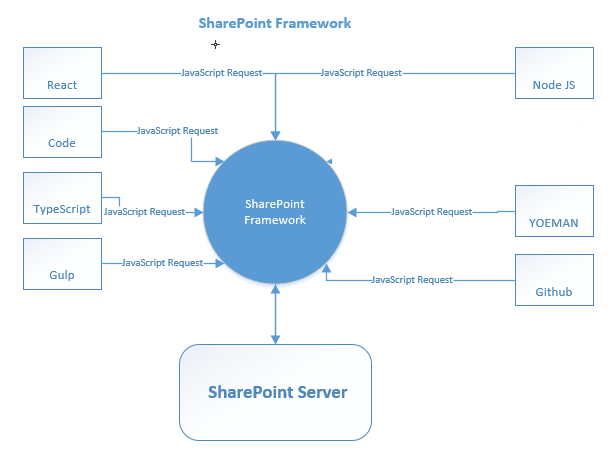 SharePoint Framework
React
JavaScript Request
JavaScript Request
Node JS
Code
JavaScript Request
TypeScript
JavaScript Request
SharePoint
Framework
JavaScript Request
YOEMAN
Gulp
JavaScript Request
JavaScript Request
Github
SharePoint Server